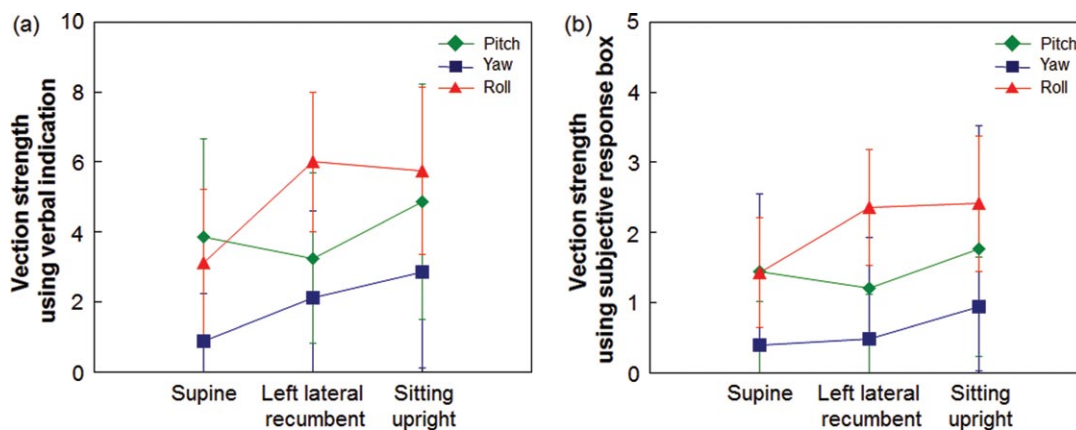 (a)
Vection strength
using verbal indication
10
8
6
4
2
0
Pitch
Yaw
Roll
Supine
Left lateral
recumbent
Sitting
upright
(b)
Vection strength
using subjective response box
5
4
3
2
1
0
Pitch
Yaw
Roll
Supine
Left lateral
recumbent
Sitting
upright